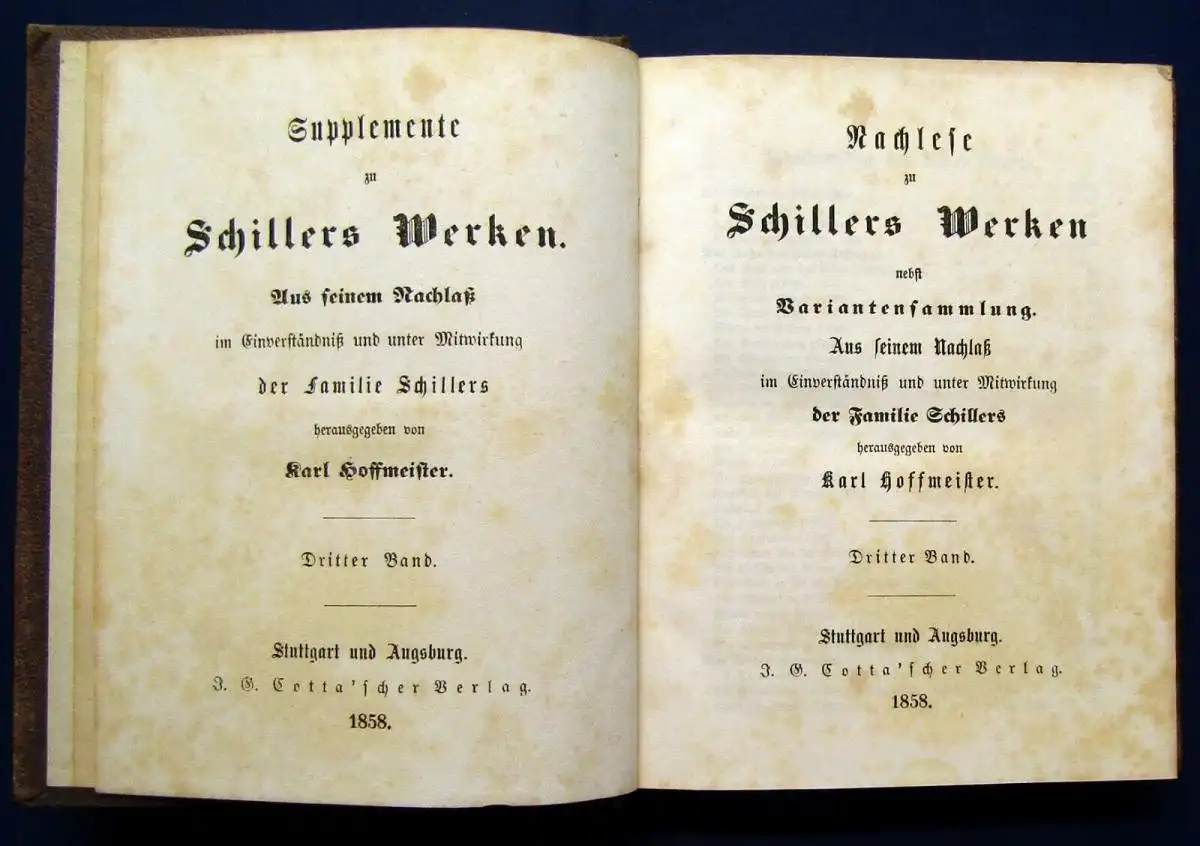 Supplemente
zu
Schillers Werken.
Aus seinem Nachlaß
im Einverständniß und unter Mitwirkung
der Familie Schillers
herausgegeben von
Karl Hoffmeister.
Dritter Band.
Stuttgart und Augsburg.
J. G. Cotta'scher Verlag.
1858.
Nachlese
zu
Schillers Werken
nebst
Variantensammlung.
Aus seinem Nachlaß
im Einverständniß und unter Mitwirkung
der Familie Schillers
herausgegeben von
Karl Hoffmeister.
Dritter Band.
Stuttgart und Augsburg.
J. G. Cotta'scher Verlag.
1858.